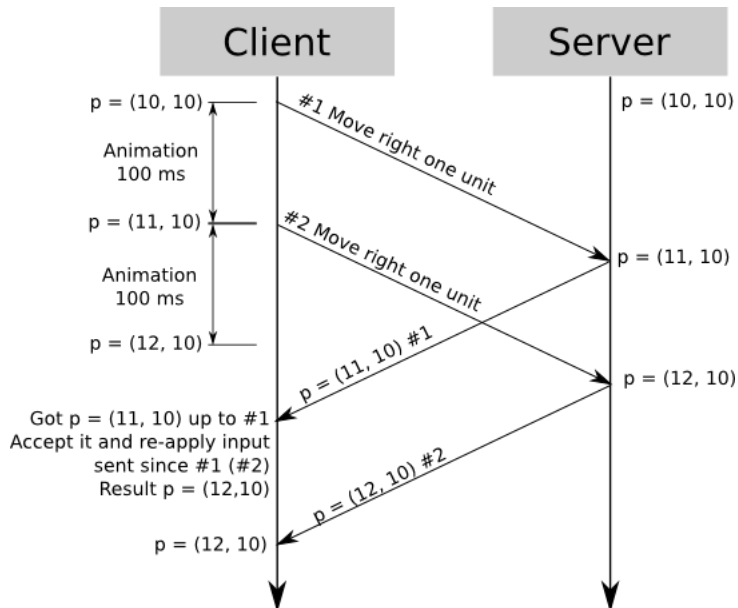 Client
Server
p = (10, 10)
#1 Move right one unit
p = (10, 10)
Animation
100 ms
p = (11, 10)
#2 Move right one unit
p = (11, 10)
Animation
100 ms
p = (12, 10)
p = (11, 10) #1
p = (12, 10)
Got p = (11, 10) up to #1
Accept it and re-apply input
sent since #1 (#2)
Result p = (12,10)
p = (12, 10) #2
p = (12, 10)